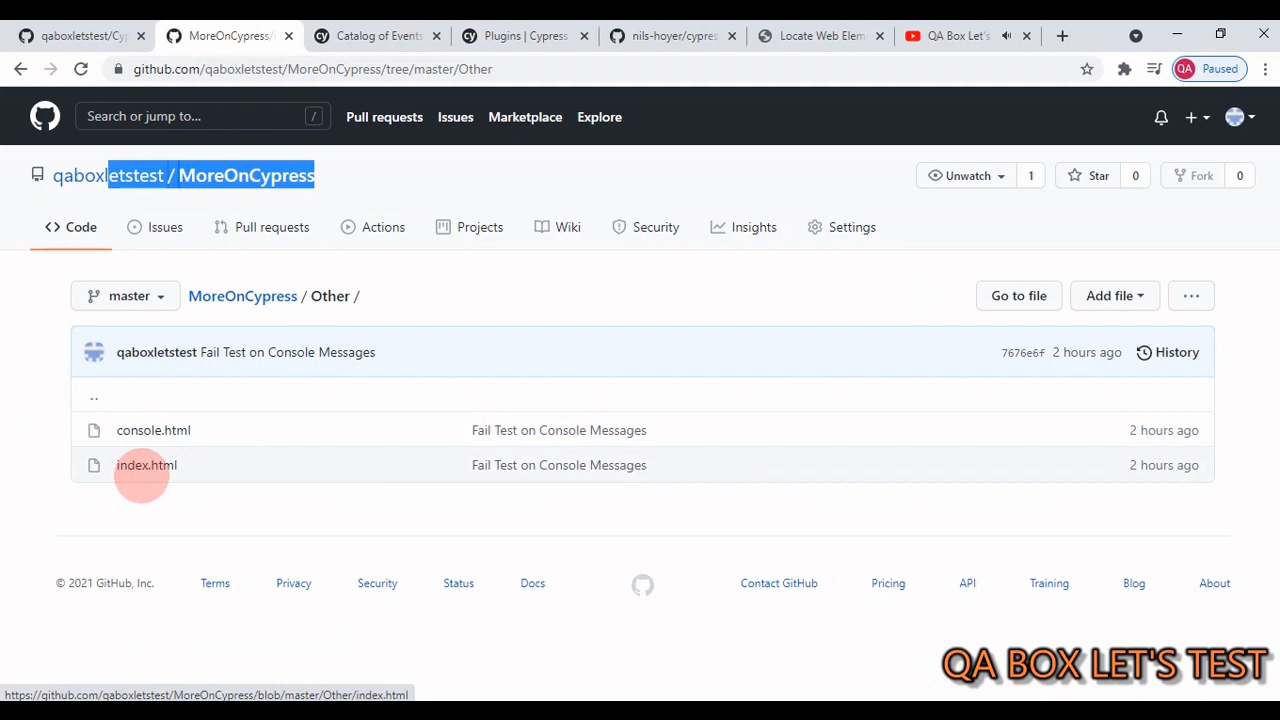 qaboxletstest/Cyp
MoreOnCypress/
Catalog of Events
Plugins | Cypress
nils-hoyer/cypres
Locate Web Elem
QA Box Let's
github.com/qaboxletstest/MoreOnCypress/tree/master/Other
QA Paused
Search or jump to... /
Pull requests Issues Marketplace Explore
qaboxletstest / MoreOnCypress
Unwatch 1 Star 0 Fork 0
Code Issues Pull requests Actions Projects Wiki Security Insights Settings
master MoreOnCypress / Other / Go to file Add file
qaboxletstest Fail Test on Console Messages 7676e6f 2 hours ago History
..
console.html Fail Test on Console Messages 2 hours ago
index.html Fail Test on Console Messages 2 hours ago
© 2021 GitHub, Inc. Terms Privacy Security Status Docs Contact GitHub Pricing API Training Blog About
QA BOX LET'S TEST
https://github.com/qaboxletstest/MoreOnCypress/blob/master/Other/index.html